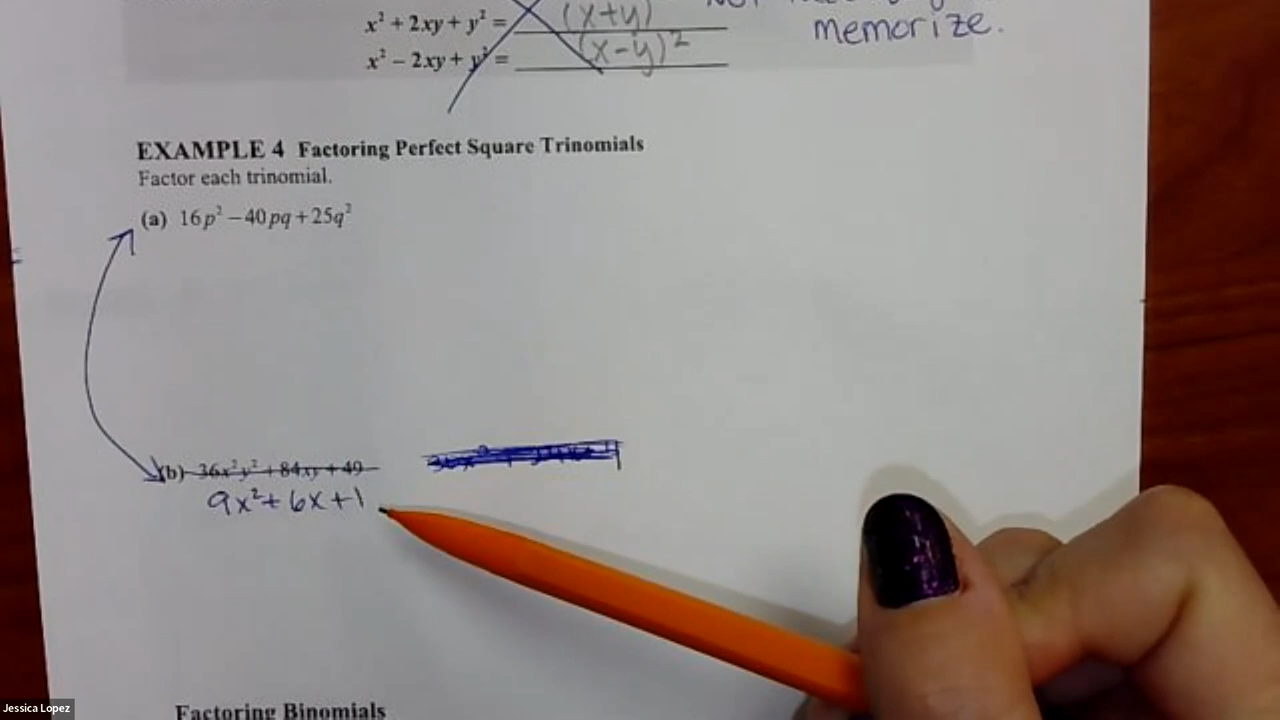 x² + 2xy + y² = (x+y)
x² − 2xy + y² = (x−y)²
memorize.
EXAMPLE 4 Factoring Perfect Square Trinomials
Factor each trinomial.
(a) 16p² − 40pq + 25q²
(b) 36x²y² + 84xy + 49
9x² + 6x + 1
Factoring Binomials
Jessica Lopez